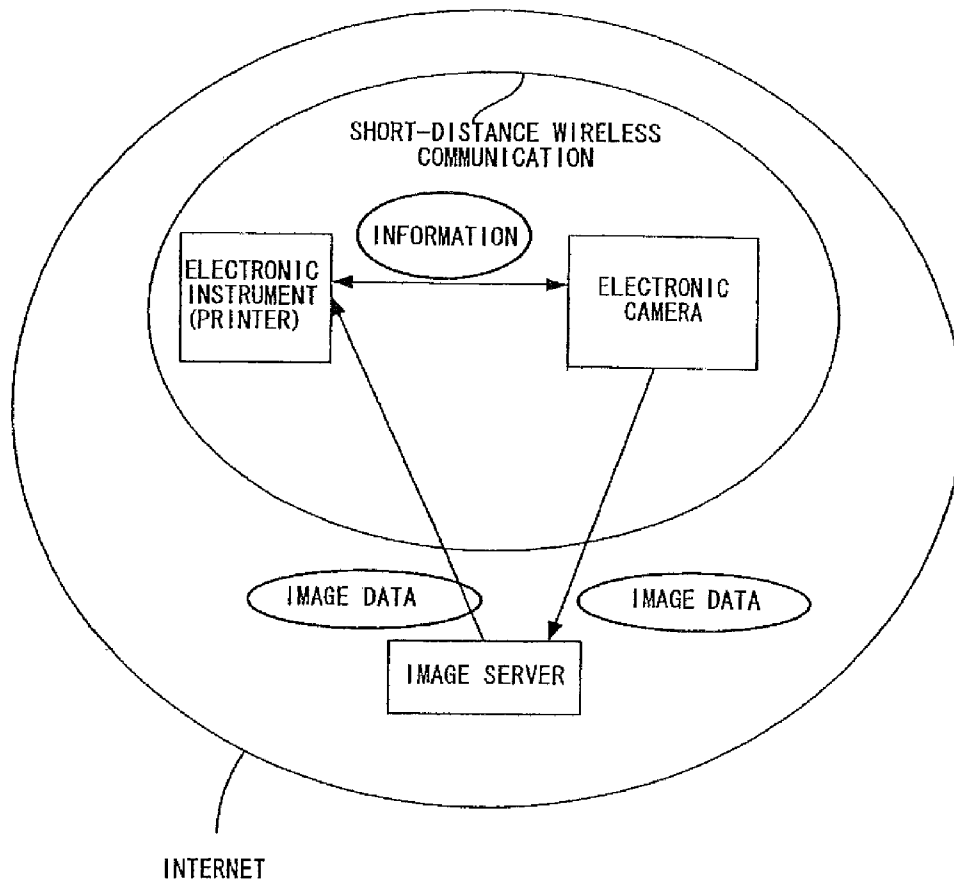 SHORT-DISTANCE WIRELESS
COMMUNICATION
INFORMATION
ELECTRONIC
INSTRUMENT
(PRINTER)
ELECTRONIC
CAMERA
IMAGE DATA
IMAGE DATA
IMAGE SERVER
INTERNET